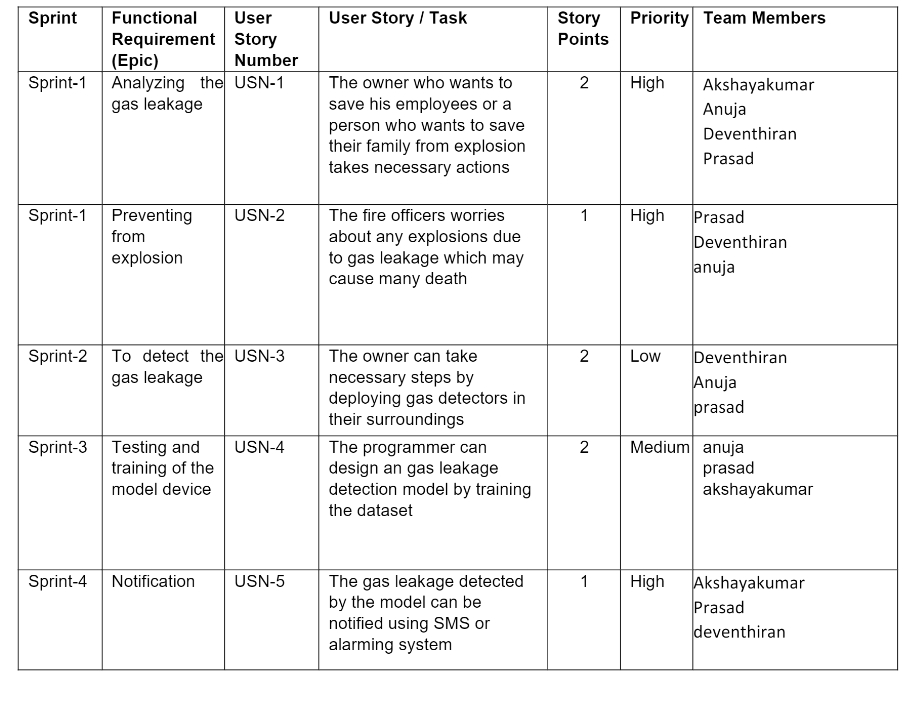 Sprint Functional Requirement (Epic) User Story Number User Story / Task Story Points Priority Team Members
Sprint-1 Analyzing the gas leakage USN-1 The owner who wants to save his employees or a person who wants to save their family from explosion takes necessary actions 2 High Akshayakumar Anuja Deventhiran Prasad
Sprint-1 Preventing from explosion USN-2 The fire officers worries about any explosions due to gas leakage which may cause many death 1 High Prasad Deventhiran anuja
Sprint-2 To detect the gas leakage USN-3 The owner can take necessary steps by deploying gas detectors in their surroundings 2 Low Deventhiran Anuja prasad
Sprint-3 Testing and training of the model device USN-4 The programmer can design an gas leakage detection model by training the dataset 2 Medium anuja prasad akshayakumar
Sprint-4 Notification USN-5 The gas leakage detected by the model can be notified using SMS or alarming system 1 High Akshayakumar Prasad deventhiran